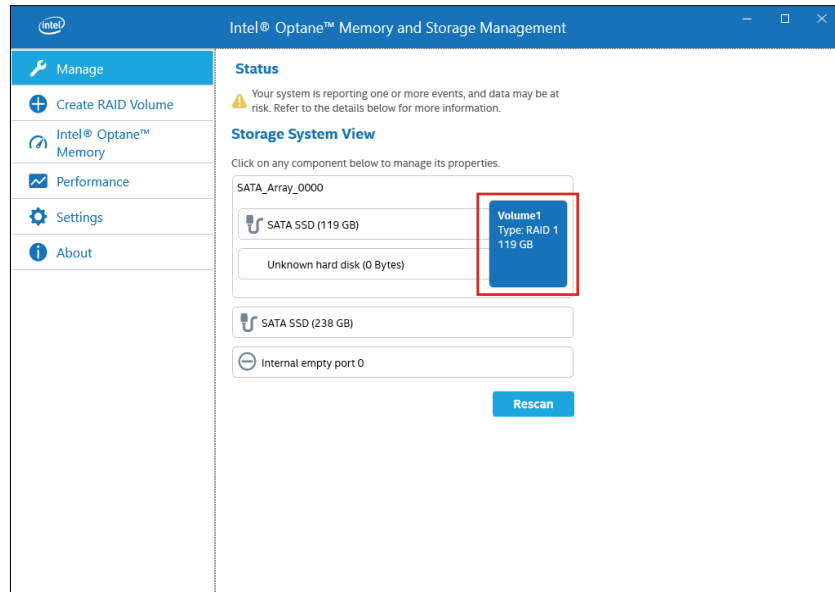 intel
Intel® Optane™ Memory and Storage Management
Manage
Create RAID Volume
Intel® Optane™
Memory
Performance
Settings
About
Status
Your system is reporting one or more events, and data may be at
risk. Refer to the details below for more information.
Storage System View
Click on any component below to manage its properties.
SATA_Array_0000
SATA SSD (119 GB)
Unknown hard disk (0 Bytes)
Volume1
Type: RAID 1
119 GB
SATA SSD (238 GB)
Internal empty port 0
Rescan